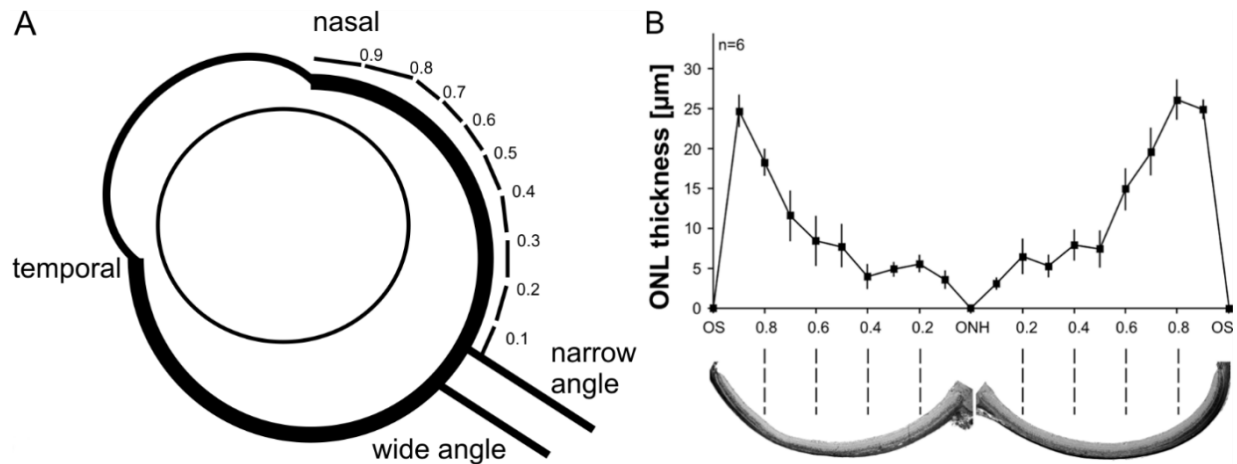 A
nasal
0.9
0.8
0.7
0.6
0.5
0.4
0.3
0.2
0.1
temporal
narrow
angle
wide angle
B
n=6
ONL thickness [µm]
30
25
20
15
10
5
0
OS 0.8 0.6 0.4 0.2 ONH 0.2 0.4 0.6 0.8 OS